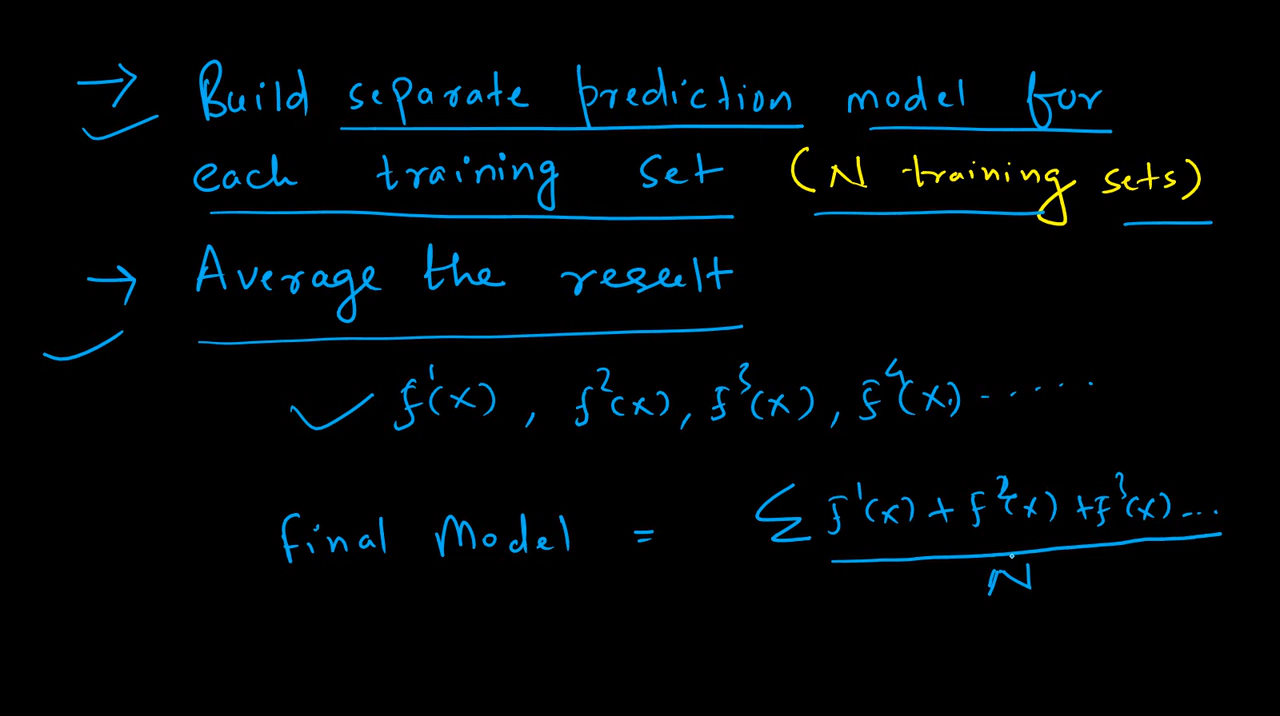 → Build separate prediction model for
each training set (N training sets)
→ Average the result
✓ f¹(x), f²(x), f³(x), f⁴(x) ......
final Model = Σ f¹(x) + f²(x) + f³(x)...
N